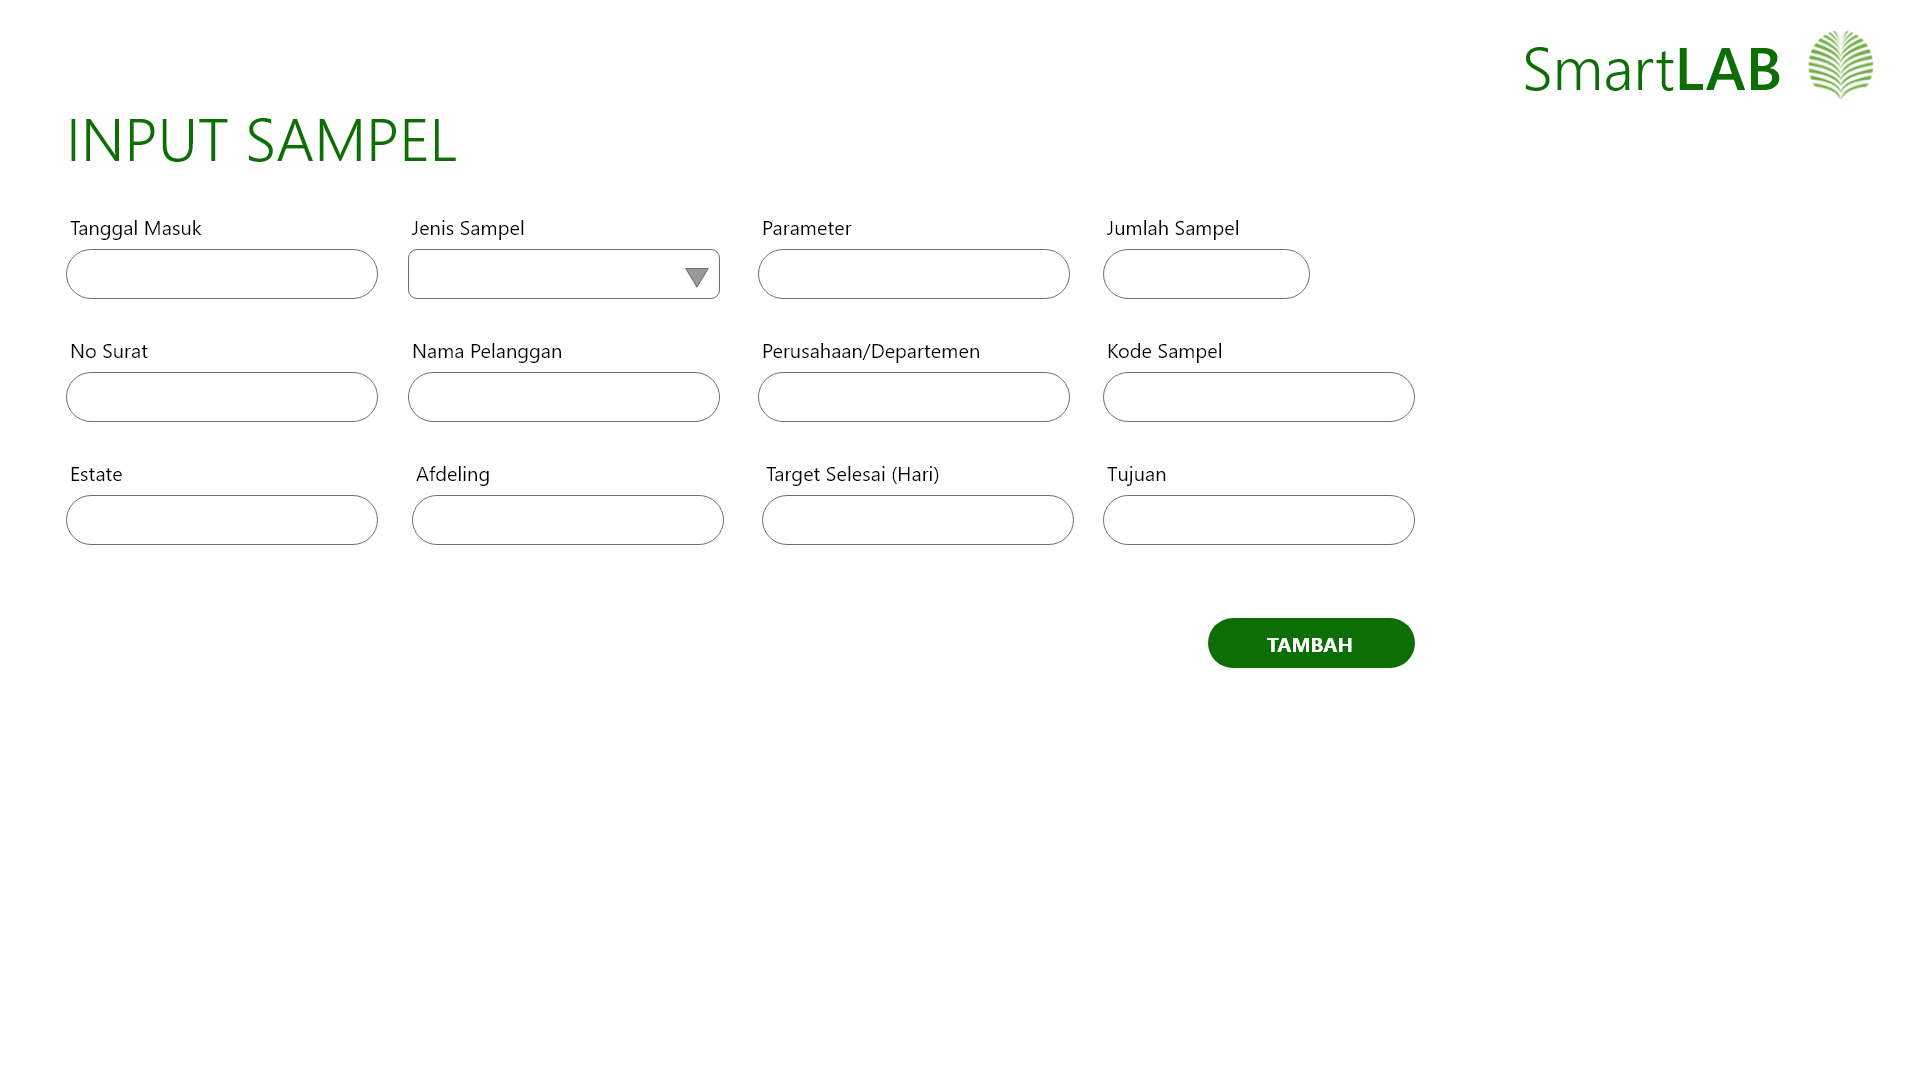 SmartLAB
INPUT SAMPEL
Tanggal Masuk
Jenis Sampel
Parameter
Jumlah Sampel
No Surat
Nama Pelanggan
Perusahaan/Departemen
Kode Sampel
Estate
Afdeling
Target Selesai (Hari)
Tujuan
TAMBAH